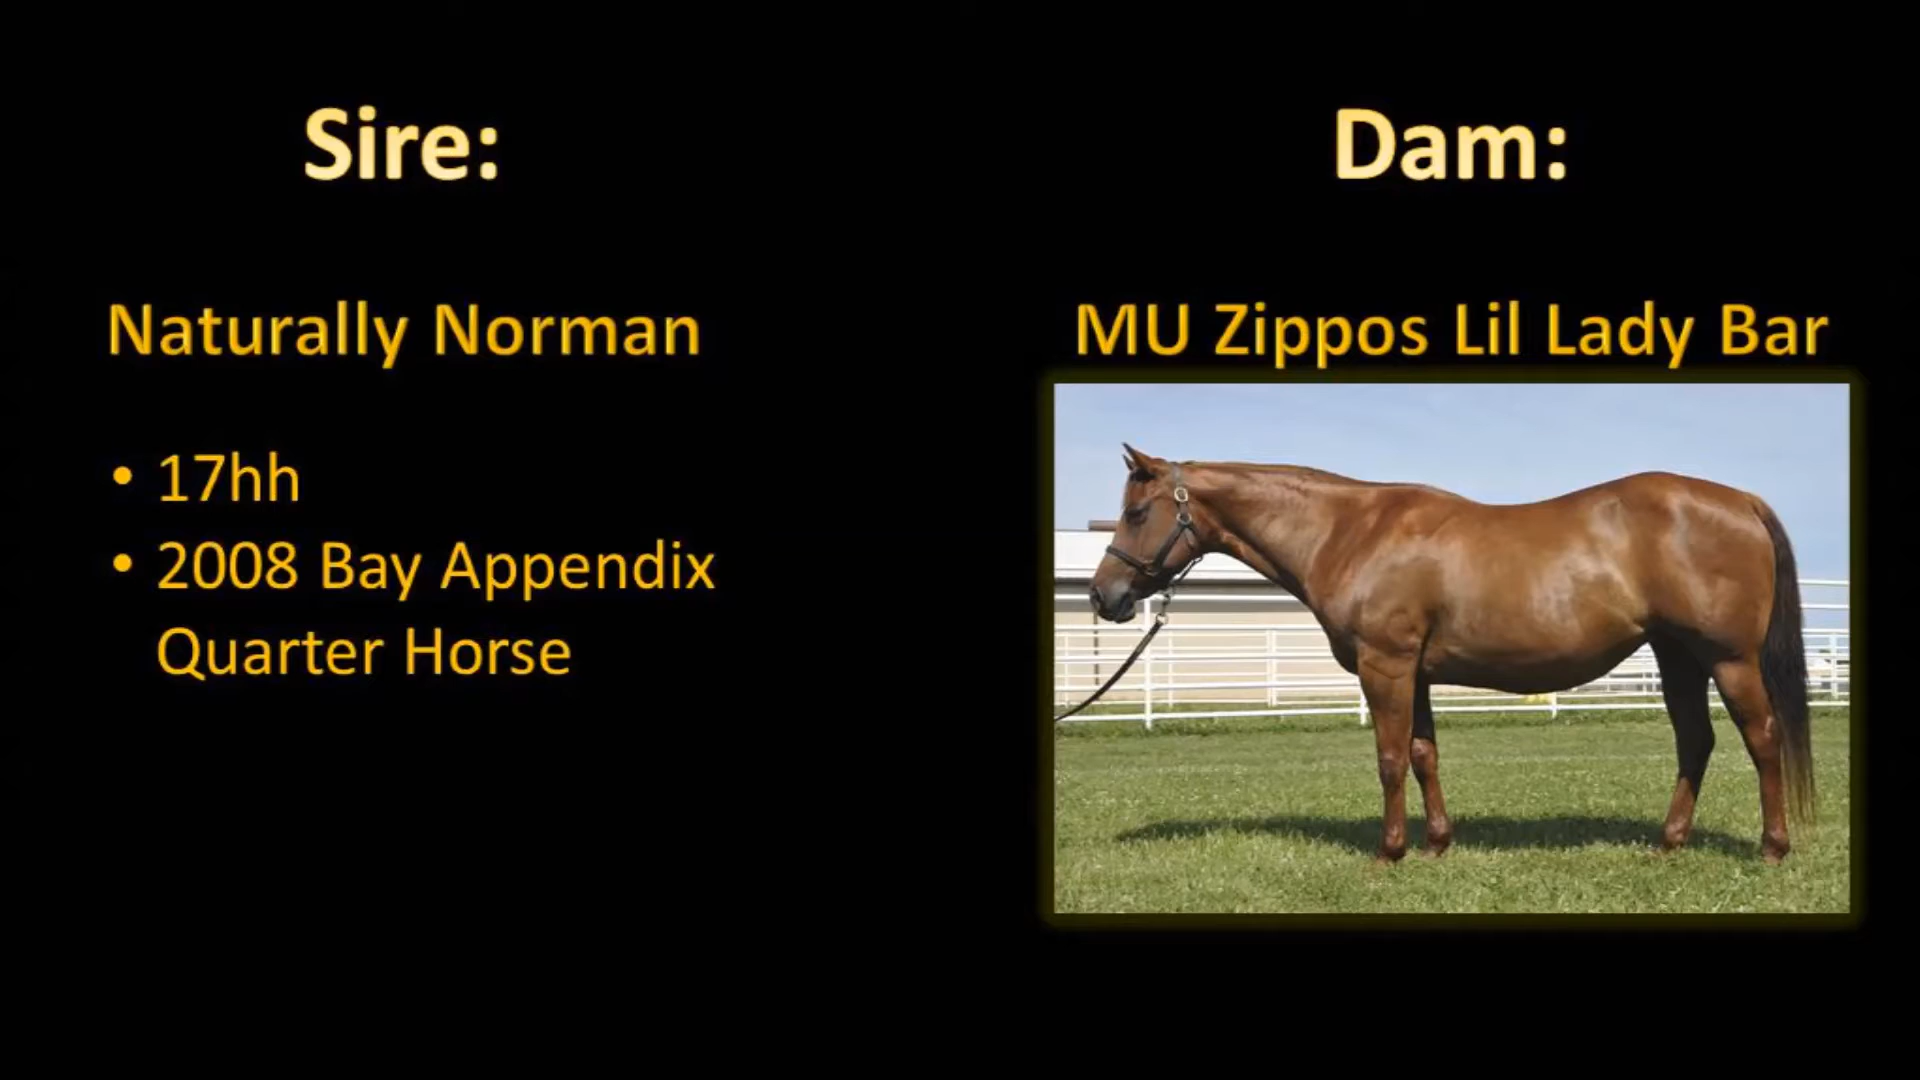 Sire:
Naturally Norman
• 17hh
• 2008 Bay Appendix
Quarter Horse
Dam:
MU Zippos Lil Lady Bar